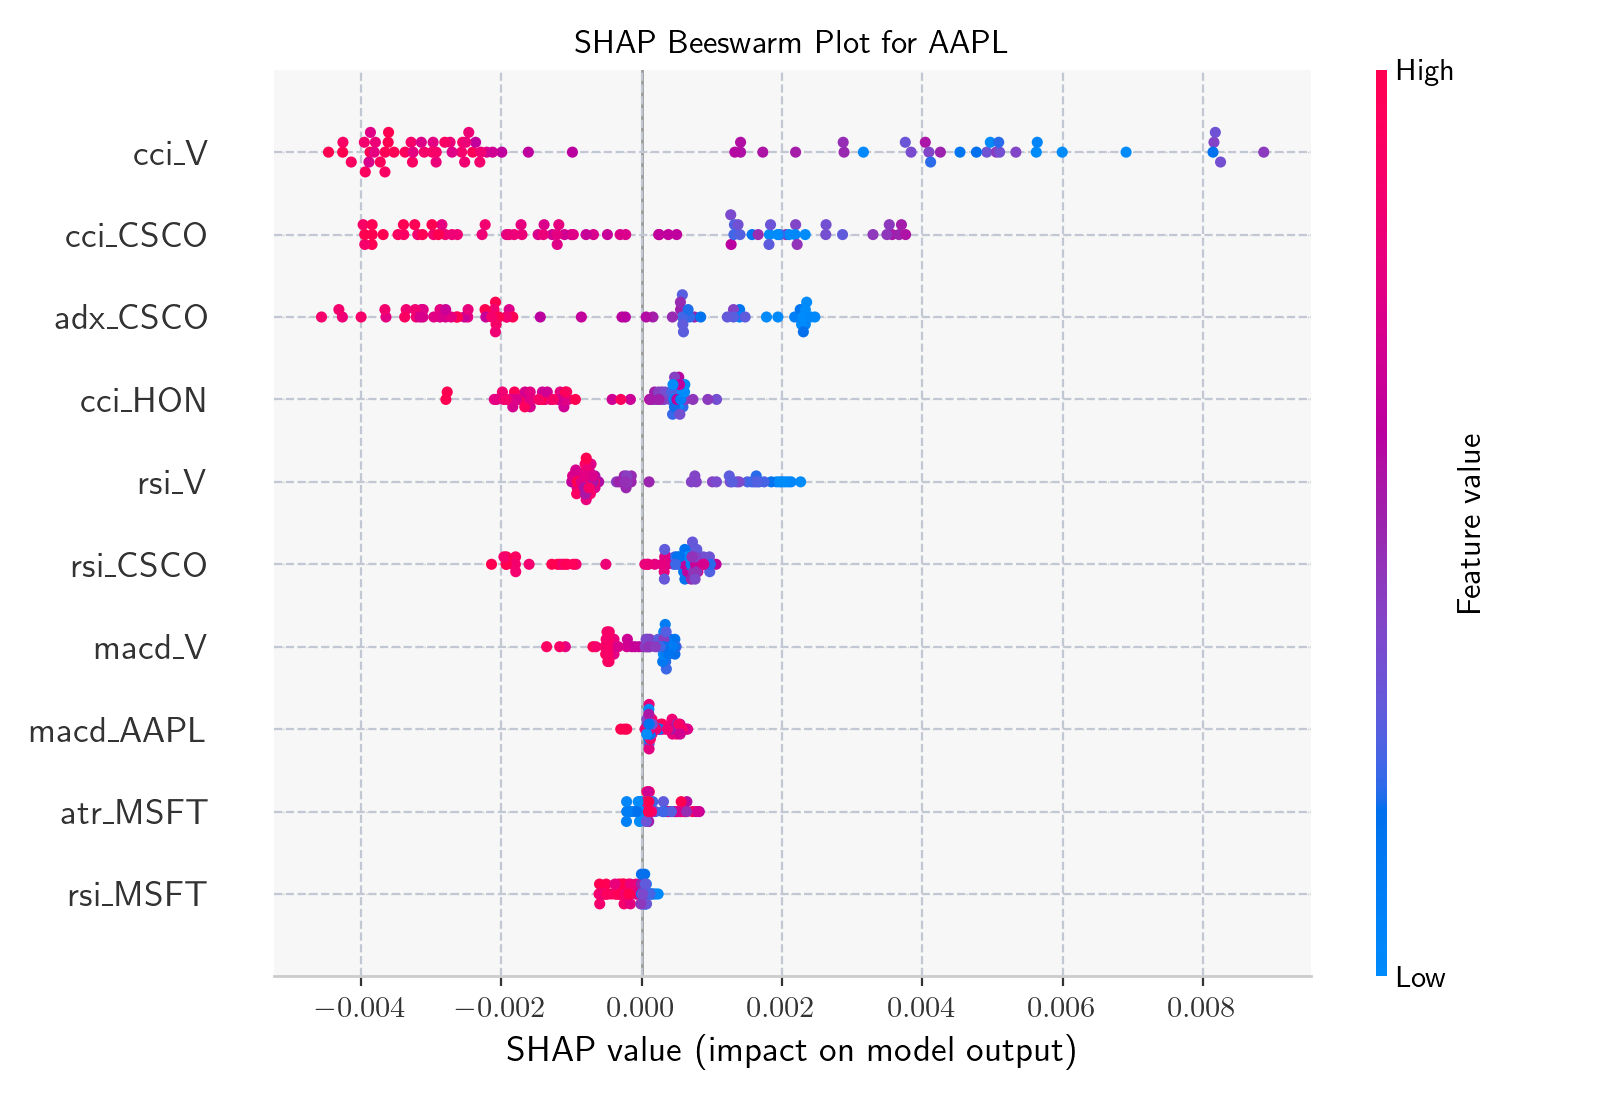 SHAP Beeswarm Plot for AAPL
High
cci_V
cci_CSCO
adx_CSCO
cci_HON
rsi_V
rsi_CSCO
macd_V
macd_AAPL
atr_MSFT
rsi_MSFT
Feature value
Low
−0.004 −0.002 0.000 0.002 0.004 0.006 0.008
SHAP value (impact on model output)